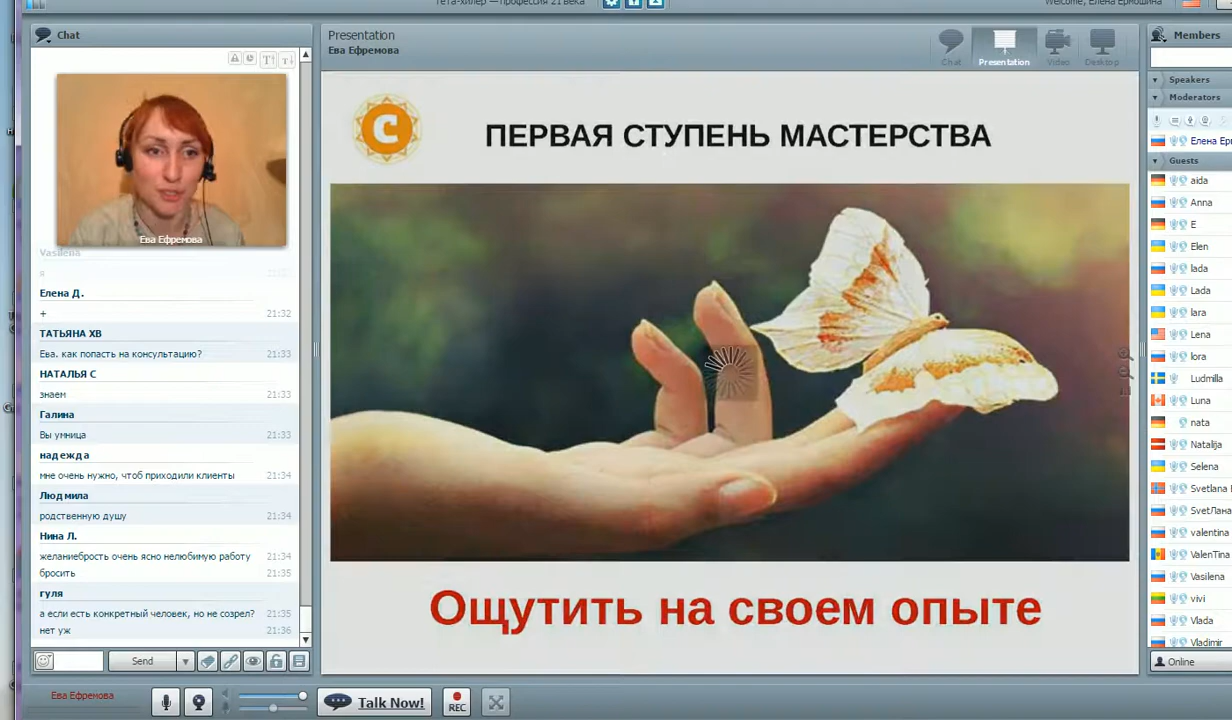 тета-хилер — профессия 21 века
Welcome, Елена Ермошина
Chat
Ева Ефремова
Vasilena
я
Елена Д.
+ 21:32
ТАТЬЯНА ХВ
Ева. как попасть на консультацию? 21:33
НАТАЛЬЯ С
знаем 21:33
Галина
Вы умница 21:33
надежда
мне очень нужно, чтоб приходили клиенты 21:34
Людмила
родственную душу 21:34
Нина Л.
желаниебрость очень ясно нелюбимую работу 21:34
бросить 21:35
гуля
а если есть конкретный человек, но не созрел? 21:35
нет уж 21:36
Send
Ева Ефремова
Talk Now!
REC
Presentation
Ева Ефремова
Chat
Presentation
Video
Desktop
С
ПЕРВАЯ СТУПЕНЬ МАСТЕРСТВА
Ощутить на своем опыте
Members
Speakers
Moderators
Елена Ерм
Guests
aida
Anna
E
Elen
lada
Lada
lara
Lena
lora
Ludmilla
Luna
nata
Natalija
Selena
Svetlana
SvetЛана
valentina
ValenTina
Vasilena
vivi
Vlada
Vladimir
Online